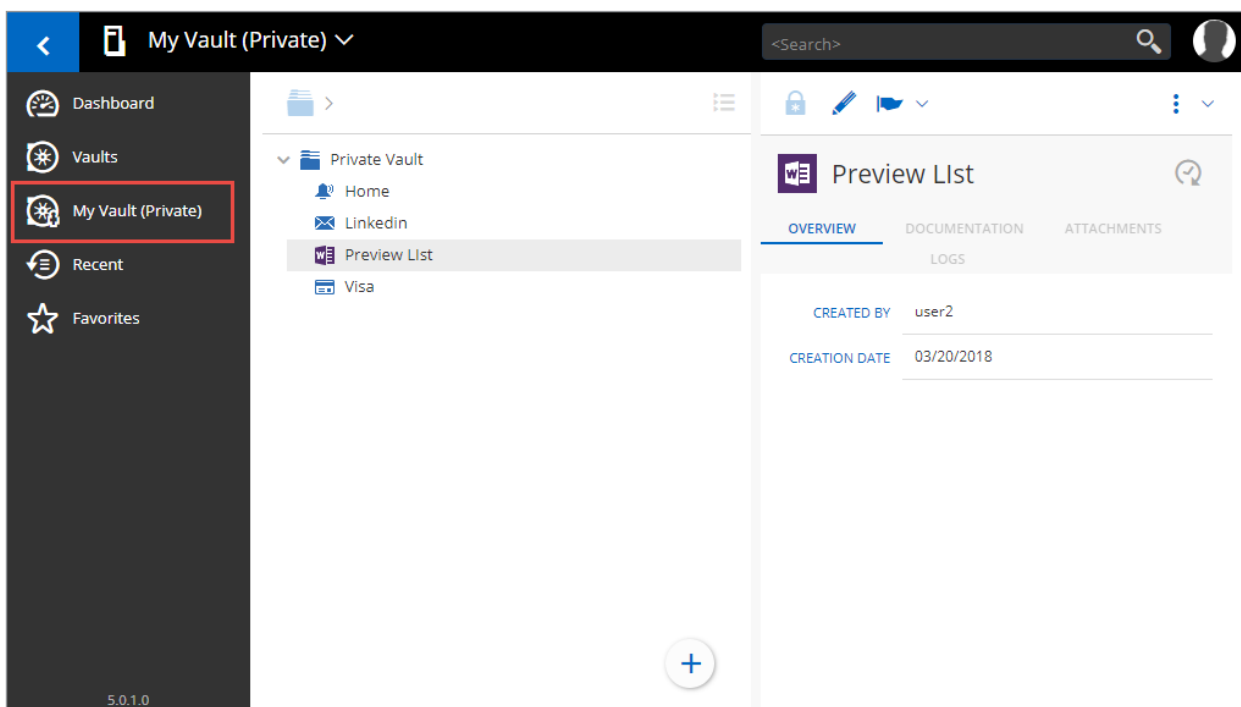 My Vault (Private)
<Search>
Dashboard
Vaults
My Vault (Private)
Recent
Favorites
5.0.1.0
Private Vault
Home
Linkedin
Preview LIst
Visa
Preview LIst
OVERVIEW DOCUMENTATION ATTACHMENTS
LOGS
CREATED BY user2
CREATION DATE 03/20/2018